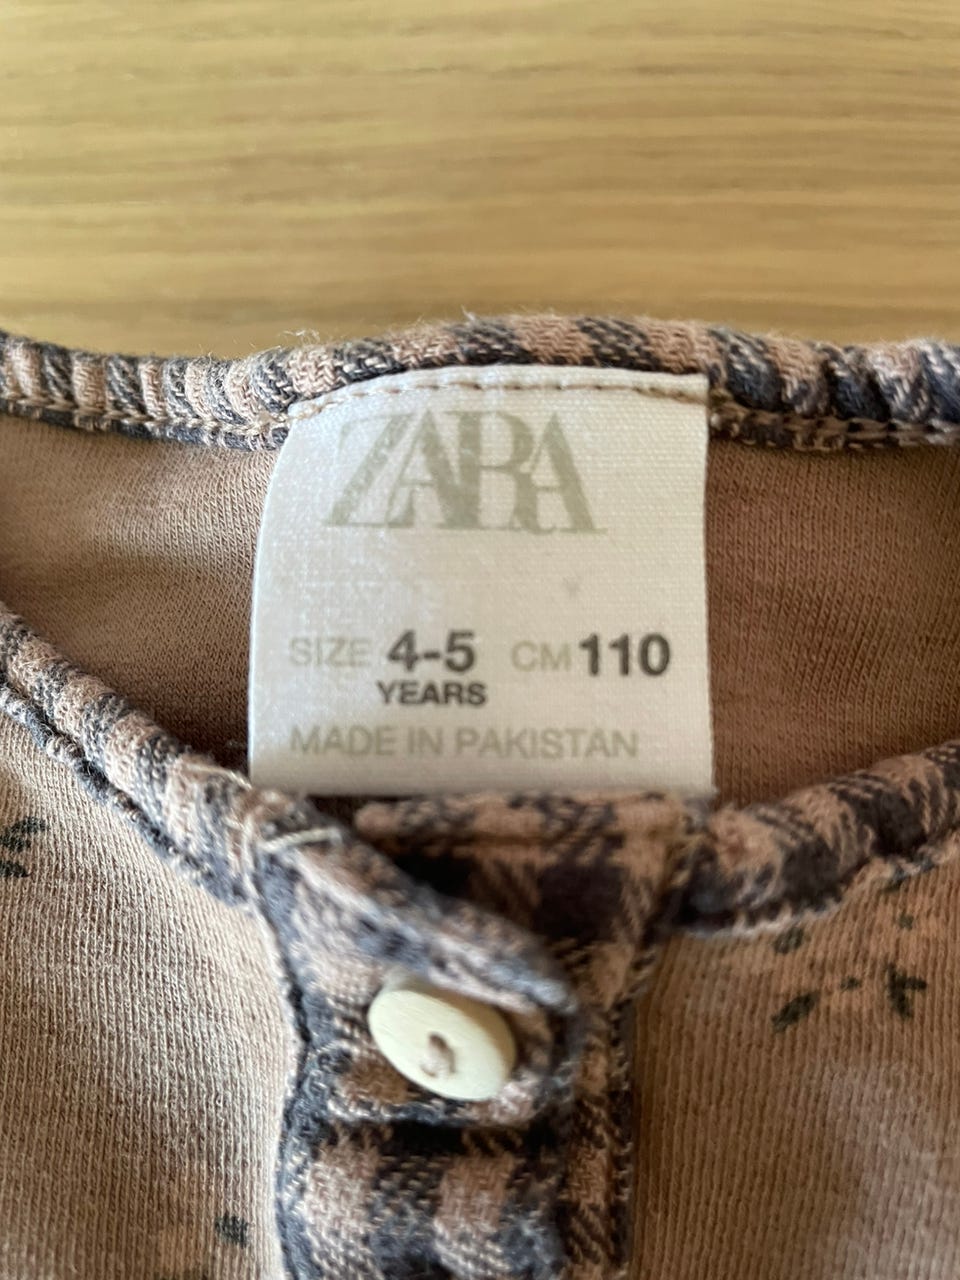 ZARA
SIZE 4-5 CM 110
YEARS
MADE IN PAKISTAN